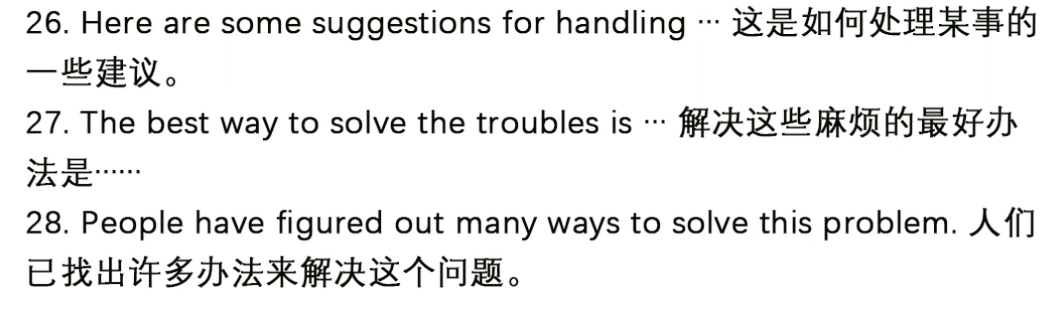 26. Here are some suggestions for handling ··· 这是如何处理某事的
一些建议。
27. The best way to solve the troubles is ··· 解决这些麻烦的最好办
法是······
28. People have figured out many ways to solve this problem. 人们
已找出许多办法来解决这个问题。